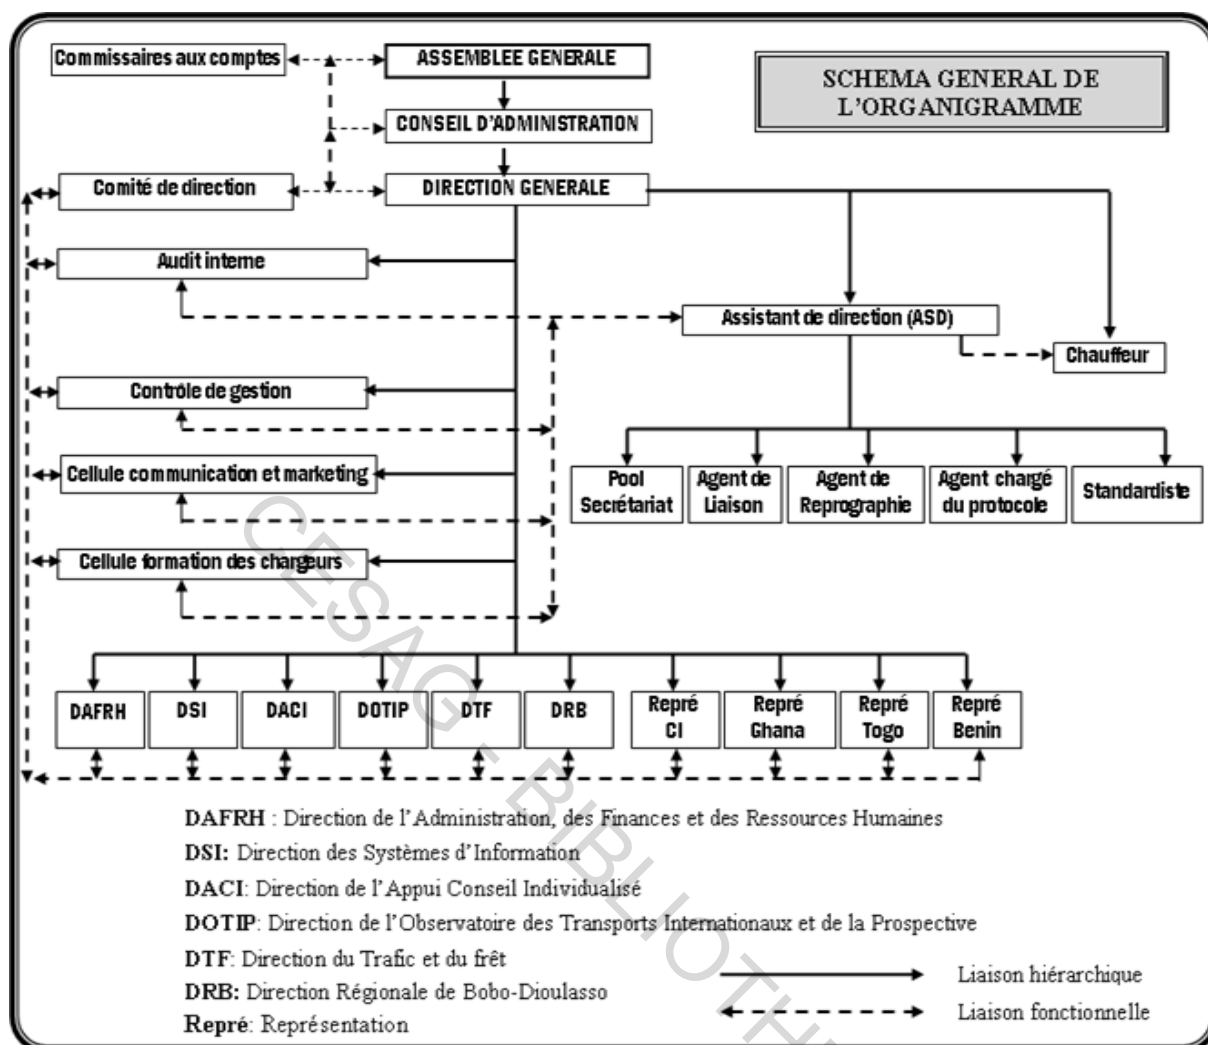 Commissaires aux comptes
ASSEMBLEE GENERALE
SCHEMA GENERAL DE
L'ORGANIGRAMME
CONSEIL D'ADMINISTRATION
Comité de direction
DIRECTION GENERALE
Audit interne
Assistant de direction (ASD)
Chauffeur
Contrôle de gestion
Cellule communication et marketing
Pool
Secrétariat
Agent de
Liaison
Agent de
Reprographie
Agent chargé
du protocole
Standardiste
Cellule formation des chargeurs
DAFRH
DSI
DACI
DOTIP
DTF
DRB
Repré
CI
Repré
Ghana
Repré
Togo
Repré
Benin
DAFRH : Direction de l'Administration, des Finances et des Ressources Humaines
DSI: Direction des Systèmes d'Information
DACI: Direction de l'Appui Conseil Individualisé
DOTIP: Direction de l'Observatoire des Transports Internationaux et de la Prospective
DTF: Direction du Trafic et du frêt
DRB: Direction Régionale de Bobo-Dioulasso
Repré: Représentation
Liaison hiérarchique
Liaison fonctionnelle
CESAG - BIBLIOTH